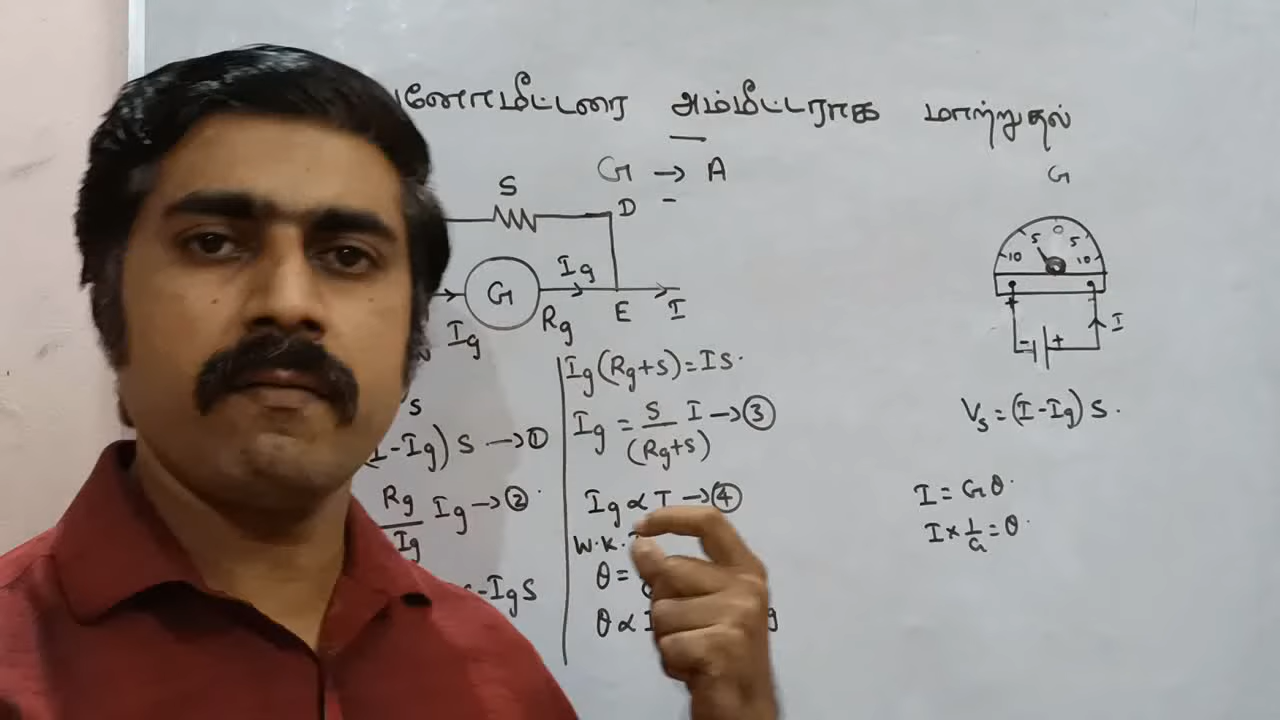 னோமீட்டரை அம்மீட்டராக மாற்றுதல்
G → A
S
D
Ig
G
Ig
Rg
E
I
S
(I-Ig) S → ①
Rg/Ig Ig → ②
-IgS
Ig(Rg+S)=IS.
Ig = S/(Rg+S) I → ③
Ig ∝ I → ④
W.K.
θ =
θ ∝ I
g
G
10 5 0 5 10
+
- +
I
Vs=(I-Ig) S.
I = Gθ.
I × 1/G = θ.